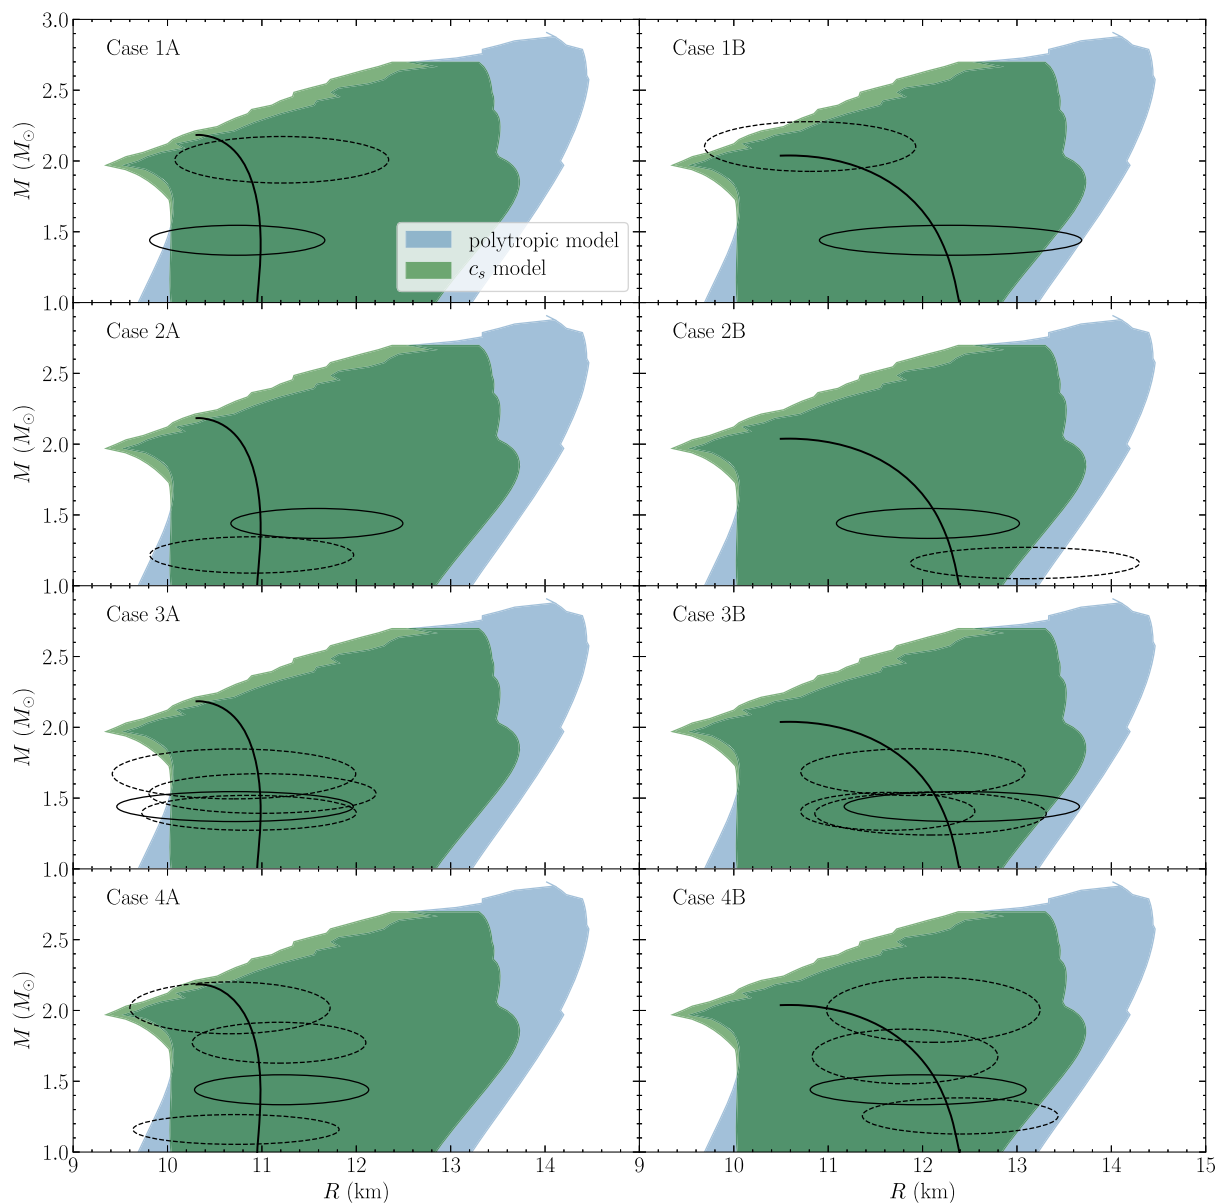 3.0
2.5
2.0
1.5
1.0
M (M⊙)
Case 1A
polytropic model
c_s model
Case 1B
2.5
2.0
1.5
1.0
M (M⊙)
Case 2A
Case 2B
2.5
2.0
1.5
1.0
M (M⊙)
Case 3A
Case 3B
2.5
2.0
1.5
1.0
M (M⊙)
Case 4A
Case 4B
9 10 11 12 13 14 10 11 12 13 14 15
R (km) R (km)